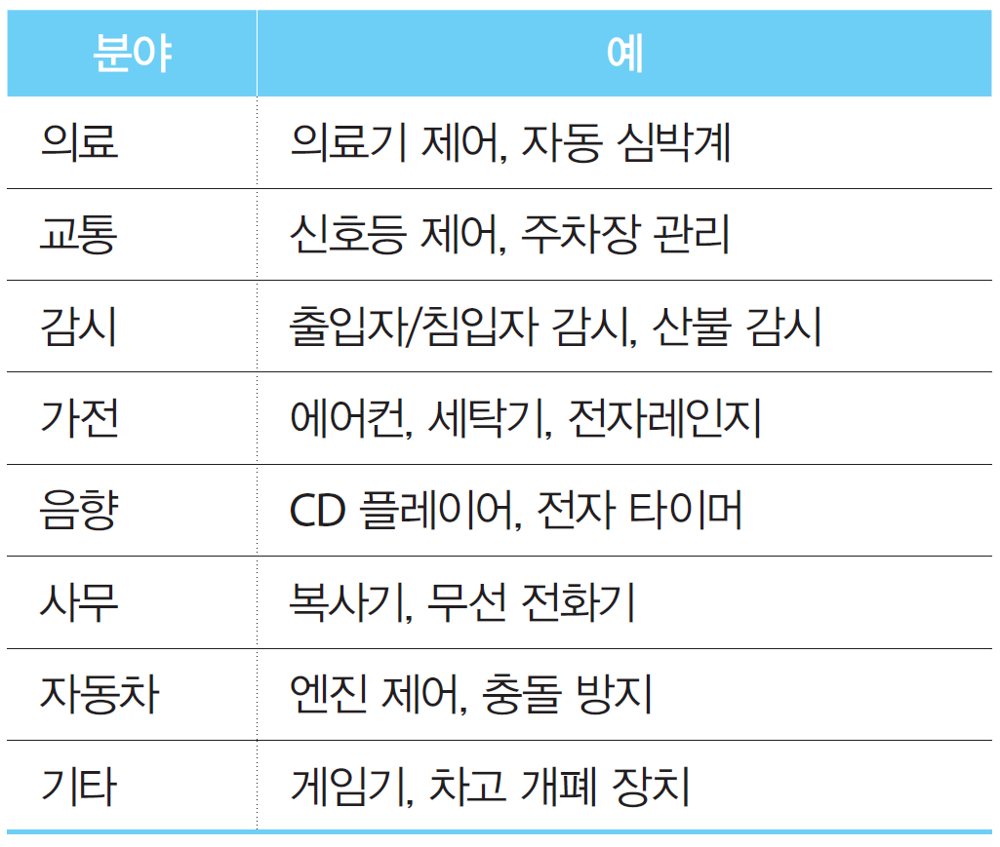 분야 예
의료 의료기 제어, 자동 심박계
교통 신호등 제어, 주차장 관리
감시 출입자/침입자 감시, 산불 감시
가전 에어컨, 세탁기, 전자레인지
음향 CD 플레이어, 전자 타이머
사무 복사기, 무선 전화기
자동차 엔진 제어, 충돌 방지
기타 게임기, 차고 개폐 장치